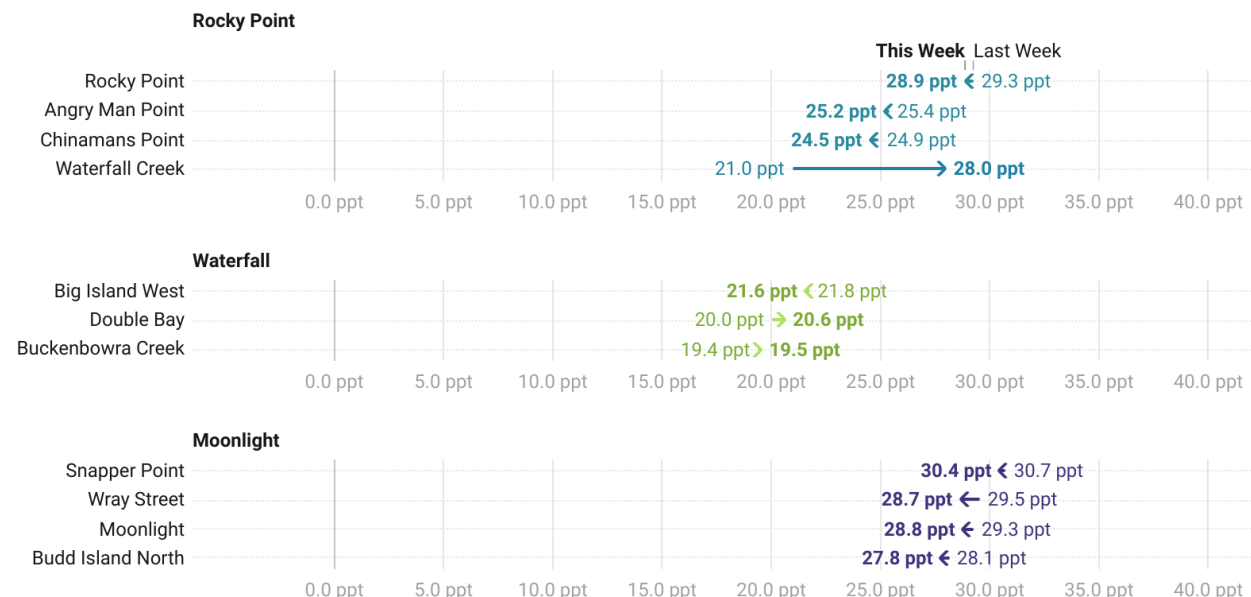 Rocky Point
This Week Last Week
Rocky Point 28.9 ppt 29.3 ppt
Angry Man Point 25.2 ppt 25.4 ppt
Chinamans Point 24.5 ppt 24.9 ppt
Waterfall Creek 21.0 ppt 28.0 ppt
0.0 ppt 5.0 ppt 10.0 ppt 15.0 ppt 20.0 ppt 25.0 ppt 30.0 ppt 35.0 ppt 40.0 ppt
Waterfall
Big Island West 21.6 ppt 21.8 ppt
Double Bay 20.0 ppt 20.6 ppt
Buckenbowra Creek 19.4 ppt 19.5 ppt
0.0 ppt 5.0 ppt 10.0 ppt 15.0 ppt 20.0 ppt 25.0 ppt 30.0 ppt 35.0 ppt 40.0 ppt
Moonlight
Snapper Point 30.4 ppt 30.7 ppt
Wray Street 28.7 ppt 29.5 ppt
Moonlight 28.8 ppt 29.3 ppt
Budd Island North 27.8 ppt 28.1 ppt
0.0 ppt 5.0 ppt 10.0 ppt 15.0 ppt 20.0 ppt 25.0 ppt 30.0 ppt 35.0 ppt 40.0 ppt